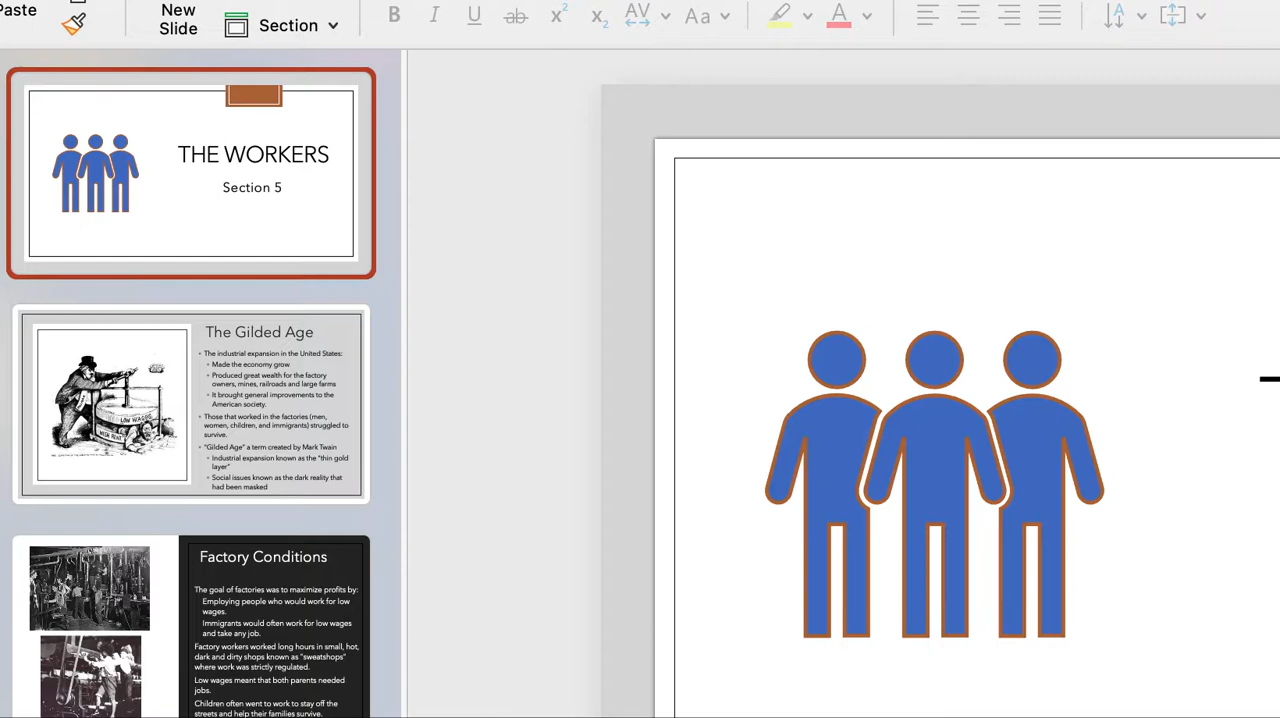 Paste
New
Slide
Section
B
U
ab
x²
x₂
AV
Aa
A
A
THE WORKERS
Section 5
The Gilded Age
• The industrial expansion in the United States:
• Made the economy grow
• Produced great wealth for the factory
owners, mines, railroads and large farms
• It brought general improvements to the
American society.
• Those that worked in the factories (men,
women, children, and immigrants) struggled to
survive.
• "Gilded Age" a term created by Mark Twain
• Industrial expansion known as the "thin gold
layer"
• Social issues known as the dark reality that
had been masked
LOW WAGES
HIGH RENT
Factory Conditions
The goal of factories was to maximize profits by:
Employing people who would work for low
wages.
Immigrants would often work for low wages
and take any job.
Factory workers worked long hours in small, hot,
dark and dirty shops known as "sweatshops"
where work was strictly regulated.
Low wages meant that both parents needed
jobs.
Children often went to work to stay off the
streets and help their families survive.